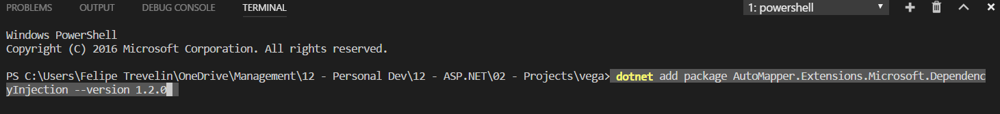 PROBLEMS OUTPUT DEBUG CONSOLE TERMINAL 1: powershell
Windows PowerShell
Copyright (C) 2016 Microsoft Corporation. All rights reserved.
PS C:\Users\Felipe Trevelin\OneDrive\Management\12 - Personal Dev\12 - ASP.NET\02 - Projects\vega> dotnet add package AutoMapper.Extensions.Microsoft.Dependenc
yInjection --version 1.2.0